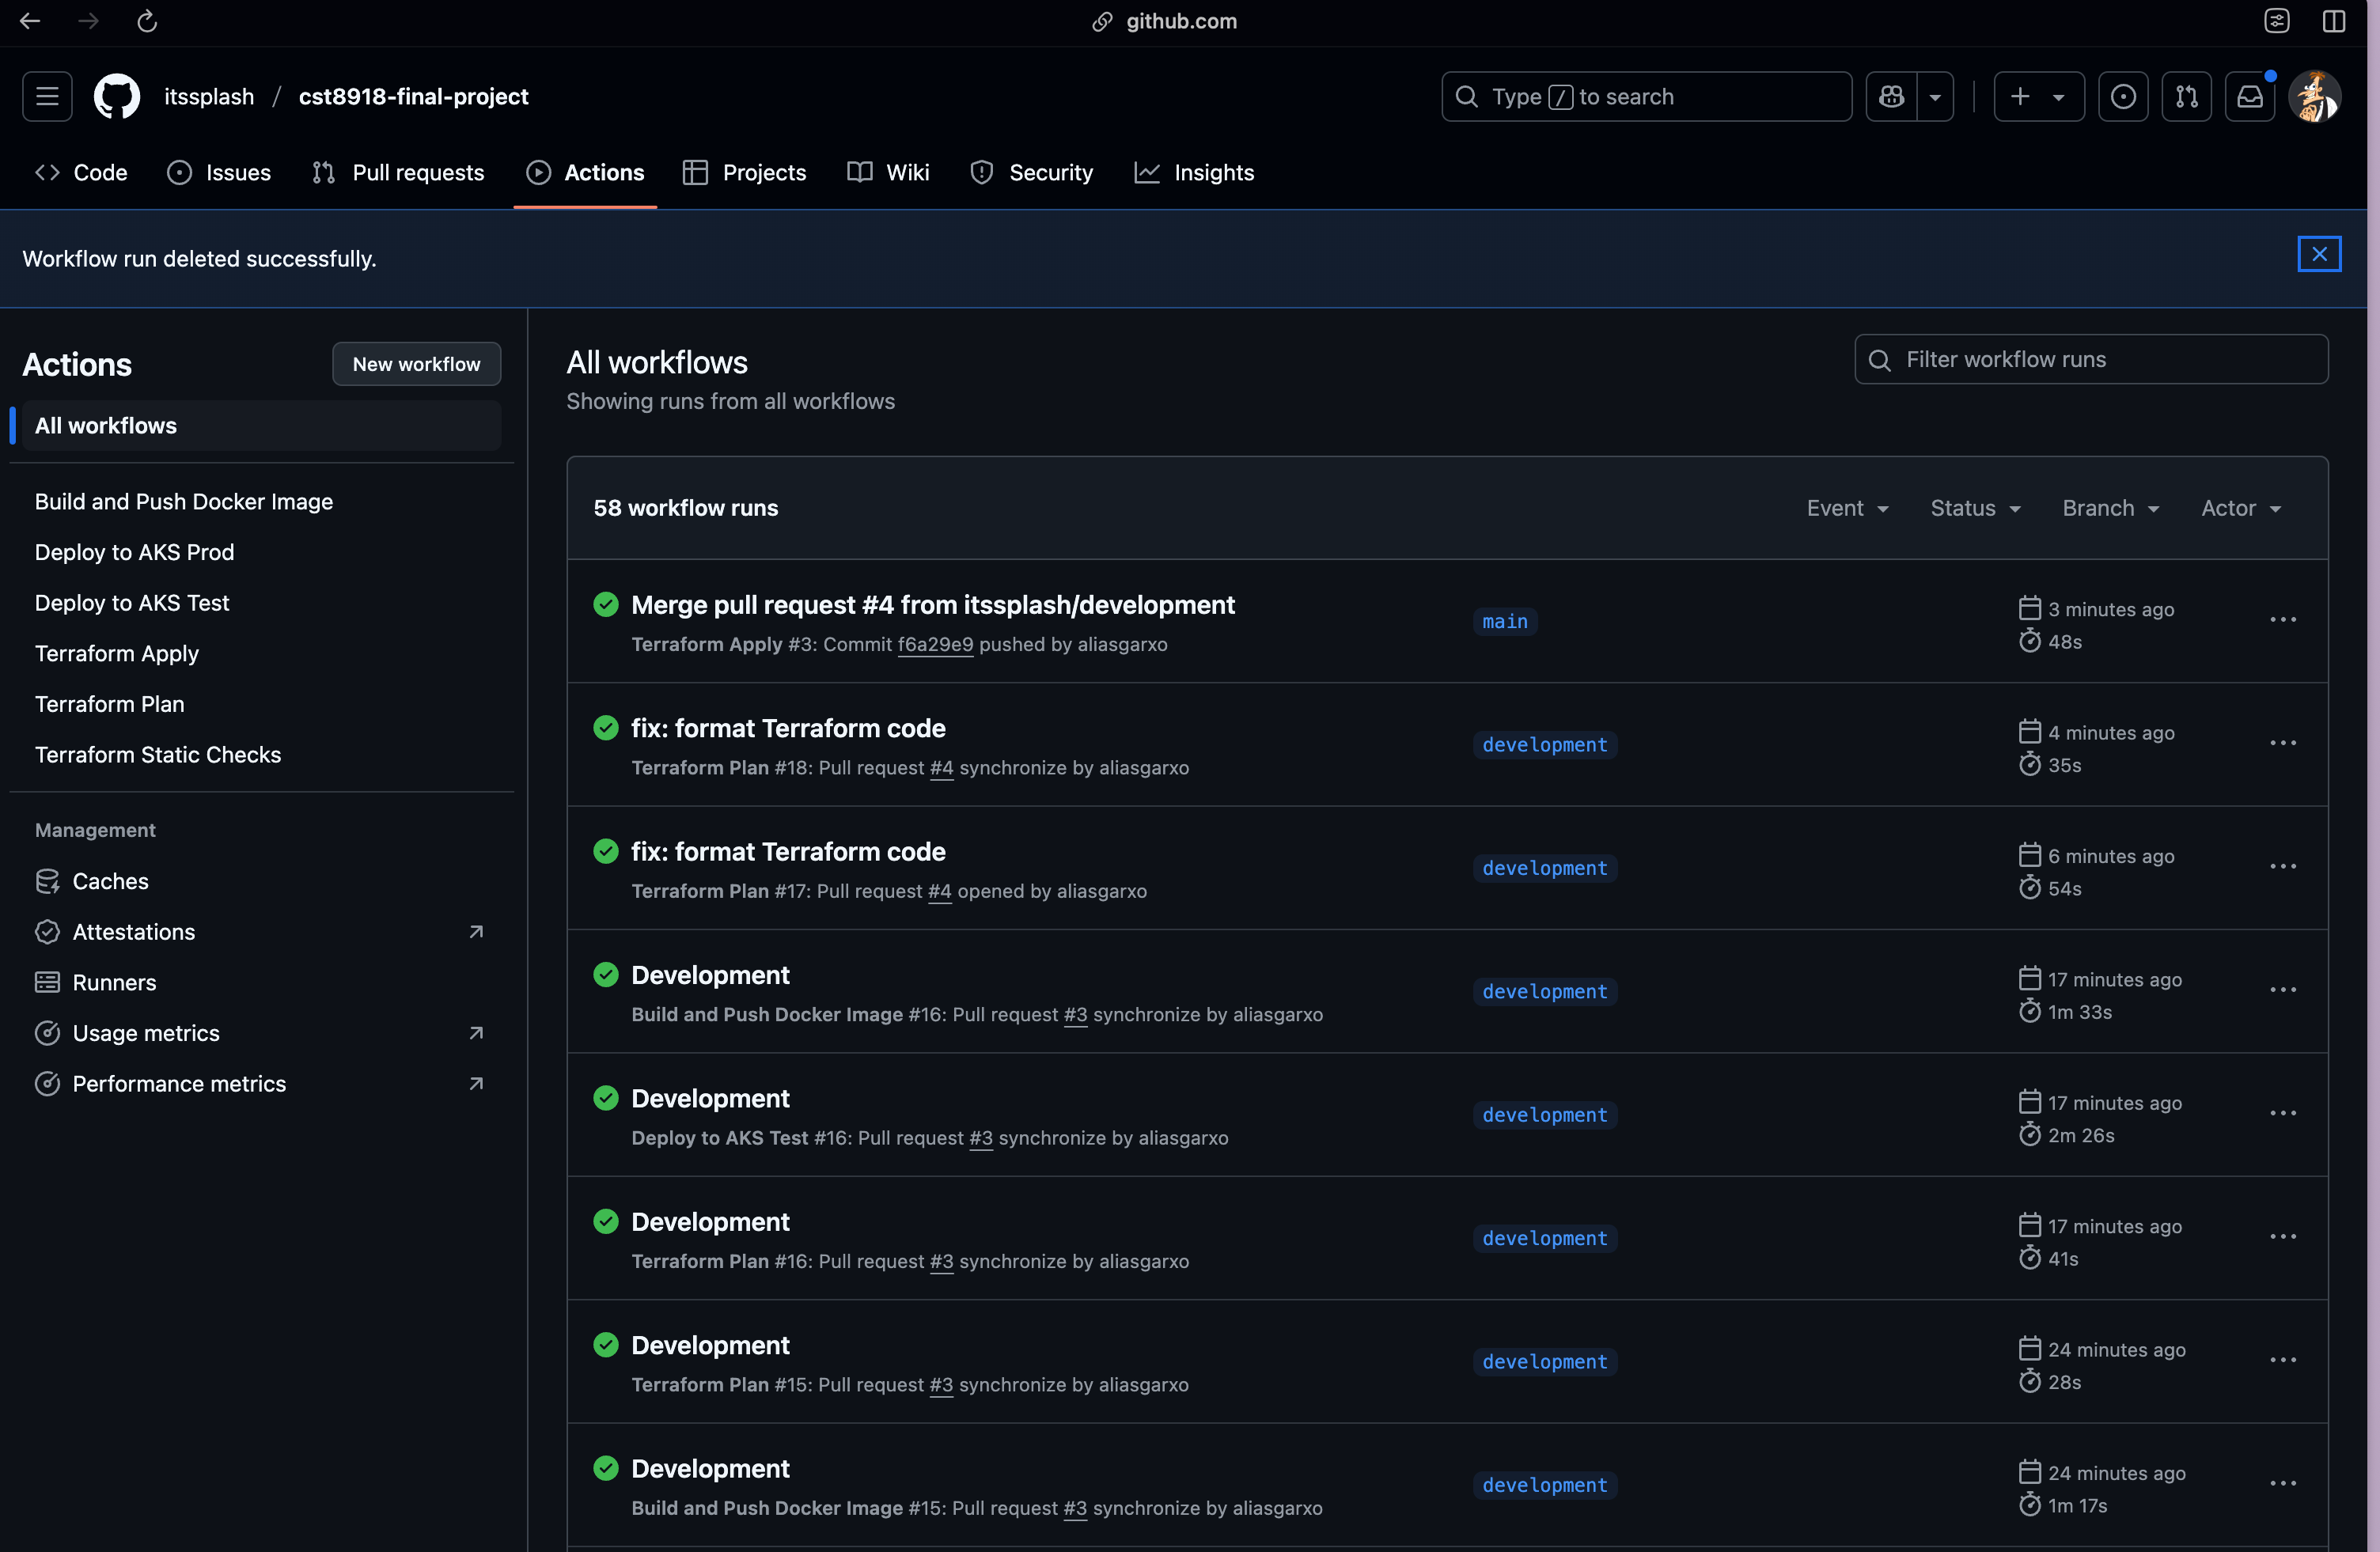 github.com
itssplash / cst8918-final-project
Type / to search
Code
Issues
Pull requests
Actions
Projects
Wiki
Security
Insights
Workflow run deleted successfully.
Actions
New workflow
All workflows
Build and Push Docker Image
Deploy to AKS Prod
Deploy to AKS Test
Terraform Apply
Terraform Plan
Terraform Static Checks
Management
Caches
Attestations
Runners
Usage metrics
Performance metrics
All workflows
Showing runs from all workflows
Filter workflow runs
58 workflow runs
Event
Status
Branch
Actor
Merge pull request #4 from itssplash/development
Terraform Apply #3: Commit f6a29e9 pushed by aliasgarxo
main
3 minutes ago
48s
fix: format Terraform code
Terraform Plan #18: Pull request #4 synchronize by aliasgarxo
development
4 minutes ago
35s
fix: format Terraform code
Terraform Plan #17: Pull request #4 opened by aliasgarxo
development
6 minutes ago
54s
Development
Build and Push Docker Image #16: Pull request #3 synchronize by aliasgarxo
development
17 minutes ago
1m 33s
Development
Deploy to AKS Test #16: Pull request #3 synchronize by aliasgarxo
development
17 minutes ago
2m 26s
Development
Terraform Plan #16: Pull request #3 synchronize by aliasgarxo
development
17 minutes ago
41s
Development
Terraform Plan #15: Pull request #3 synchronize by aliasgarxo
development
24 minutes ago
28s
Development
Build and Push Docker Image #15: Pull request #3 synchronize by aliasgarxo
development
24 minutes ago
1m 17s